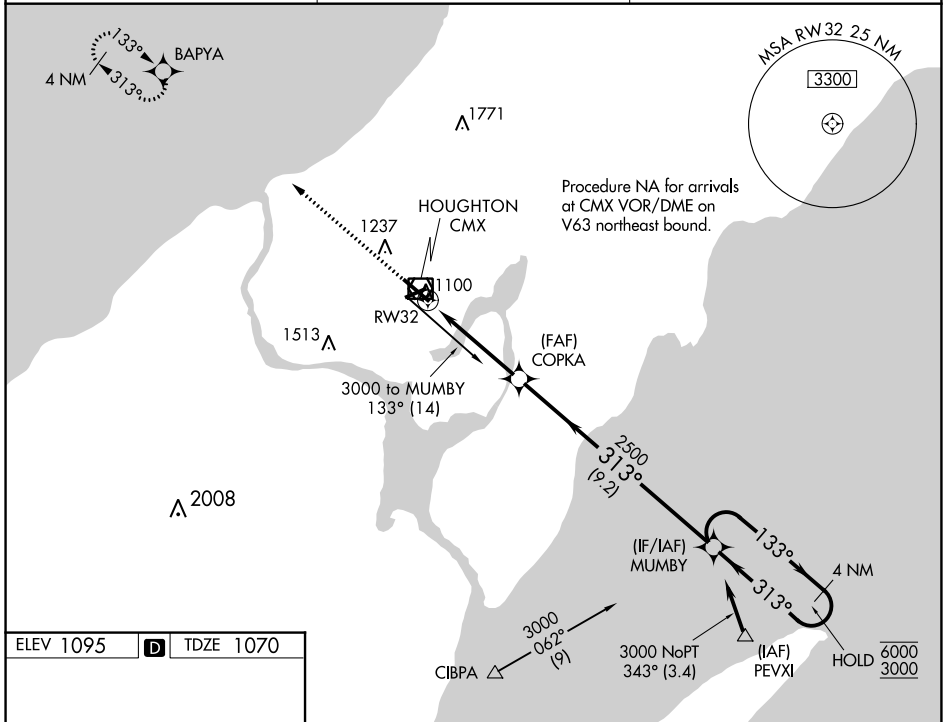 133°
BAPYA
4 NM
313°
MSA RW32 25 NM
3300
1771
Procedure NA for arrivals
at CMX VOR/DME on
V63 northeast bound.
HOUGHTON
CMX
1237
1100
RW32
1513
(FAF)
COPKA
3000 to MUMBY
133° (14)
2500
313°
(9.2)
2008
(IF/IAF)
MUMBY
133°
4 NM
313°
3000
062°
(9)
CIBPA
3000 NoPT
343° (3.4)
(IAF)
PEVXI
HOLD
6000
3000
ELEV 1095 D TDZE 1070